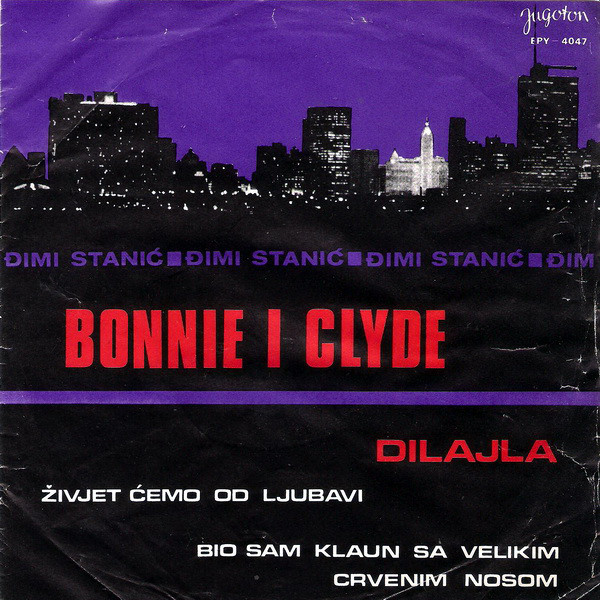 Jugoton
EPY - 4047
ĐIMI STANIĆ ■ ĐIMI STANIĆ ■ ĐIMI STANIĆ ■ ĐIM
BONNIE I CLYDE
DILAJLA
ŽIVJET ĆEMO OD LJUBAVI
BIO SAM KLAUN SA VELIKIM
CRVENIM NOSOM